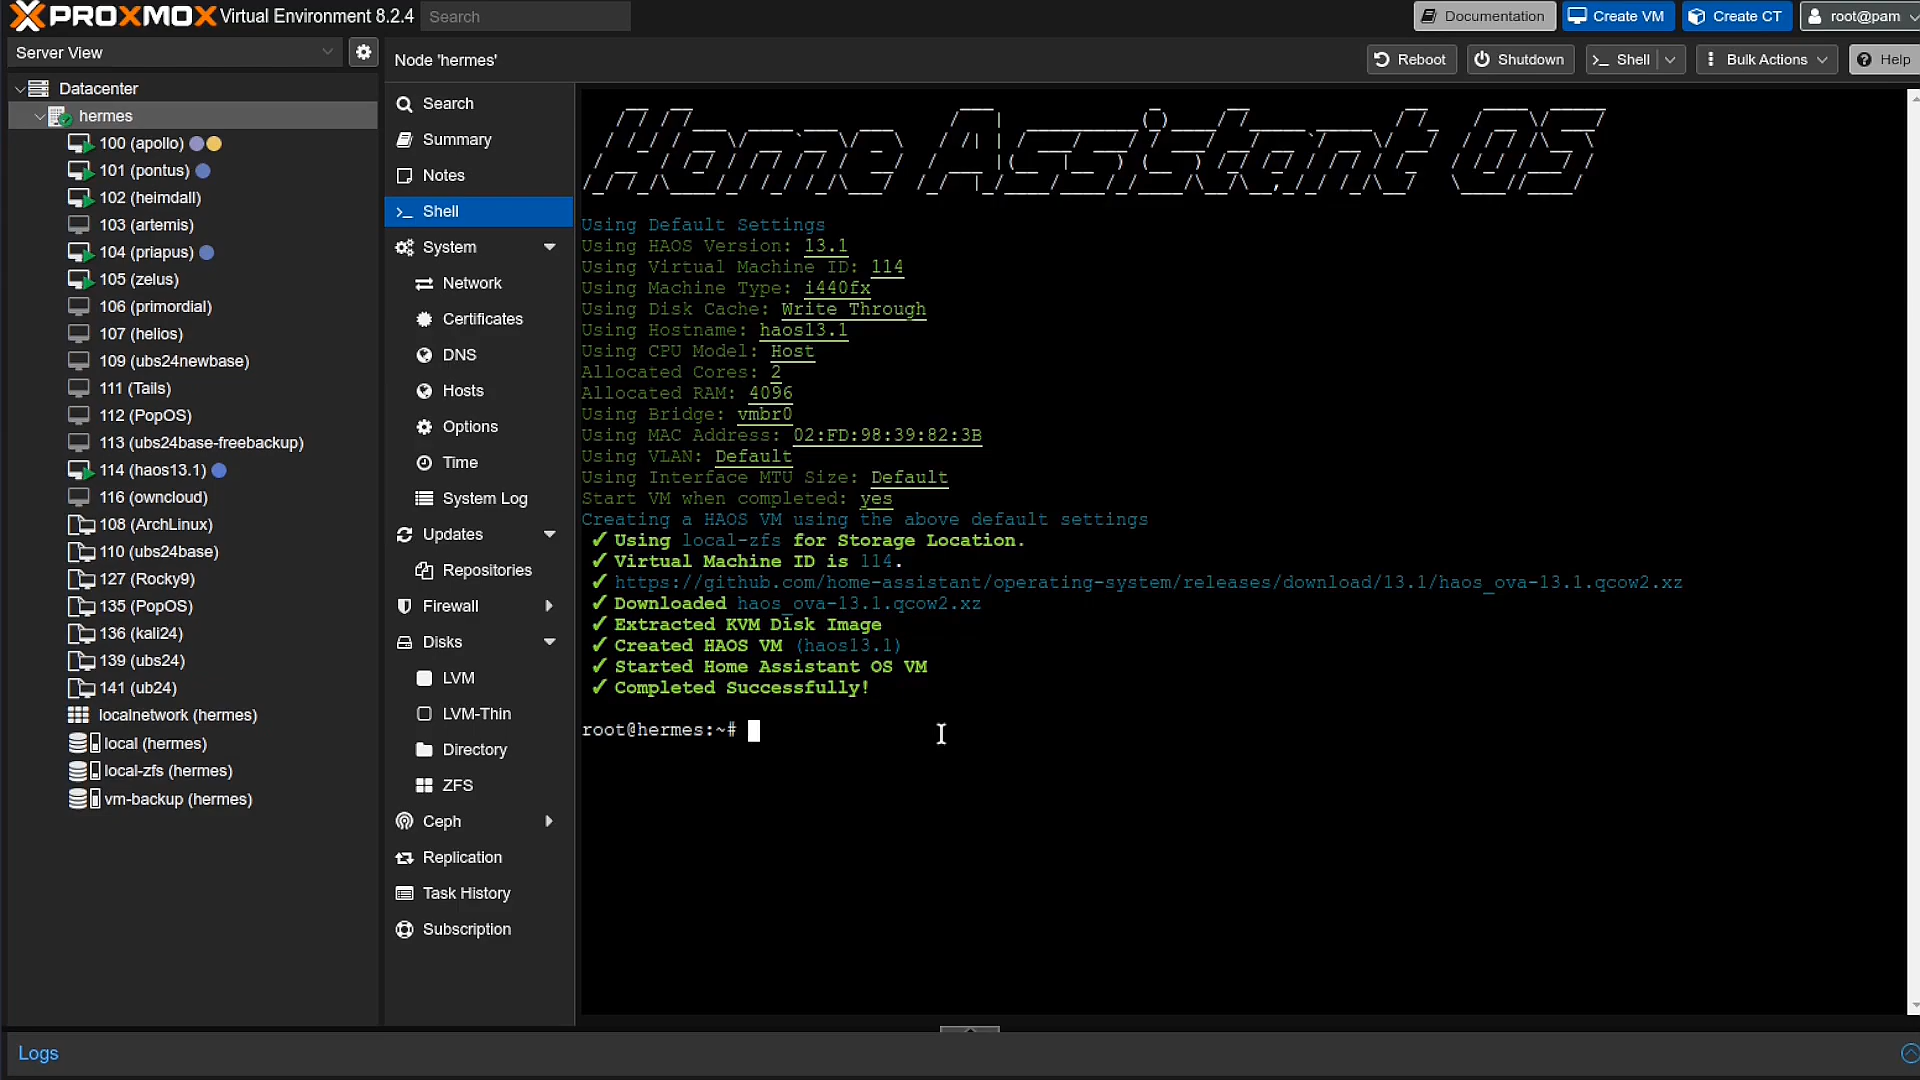 PROXMOX Virtual Environment 8.2.4 Search Documentation Create VM Create CT root@pam
Server View
Datacenter
hermes
100 (apollo)
101 (pontus)
102 (heimdall)
103 (artemis)
104 (priapus)
105 (zelus)
106 (primordial)
107 (helios)
109 (ubs24newbase)
111 (Tails)
112 (PopOS)
113 (ubs24base-freebackup)
114 (haos13.1)
116 (owncloud)
108 (ArchLinux)
110 (ubs24base)
127 (Rocky9)
135 (PopOS)
136 (kali24)
139 (ubs24)
141 (ub24)
localnetwork (hermes)
local (hermes)
local-zfs (hermes)
vm-backup (hermes)
Node 'hermes' Reboot Shutdown Shell Bulk Actions Help
Search
Summary
Notes
Shell
System
Network
Certificates
DNS
Hosts
Options
Time
System Log
Updates
Repositories
Firewall
Disks
LVM
LVM-Thin
Directory
ZFS
Ceph
Replication
Task History
Subscription
Home Assistant OS
Using Default Settings
Using HAOS Version: 13.1
Using Virtual Machine ID: 114
Using Machine Type: i440fx
Using Disk Cache: Write Through
Using Hostname: haos13.1
Using CPU Model: Host
Allocated Cores: 2
Allocated RAM: 4096
Using Bridge: vmbr0
Using MAC Address: 02:FD:98:39:82:3B
Using VLAN: Default
Using Interface MTU Size: Default
Start VM when completed: yes
Creating a HAOS VM using the above default settings
✓ Using local-zfs for Storage Location.
✓ Virtual Machine ID is 114.
✓ https://github.com/home-assistant/operating-system/releases/download/13.1/haos_ova-13.1.qcow2.xz
✓ Downloaded haos_ova-13.1.qcow2.xz
✓ Extracted KVM Disk Image
✓ Created HAOS VM (haos13.1)
✓ Started Home Assistant OS VM
✓ Completed Successfully!
root@hermes:~#
Logs